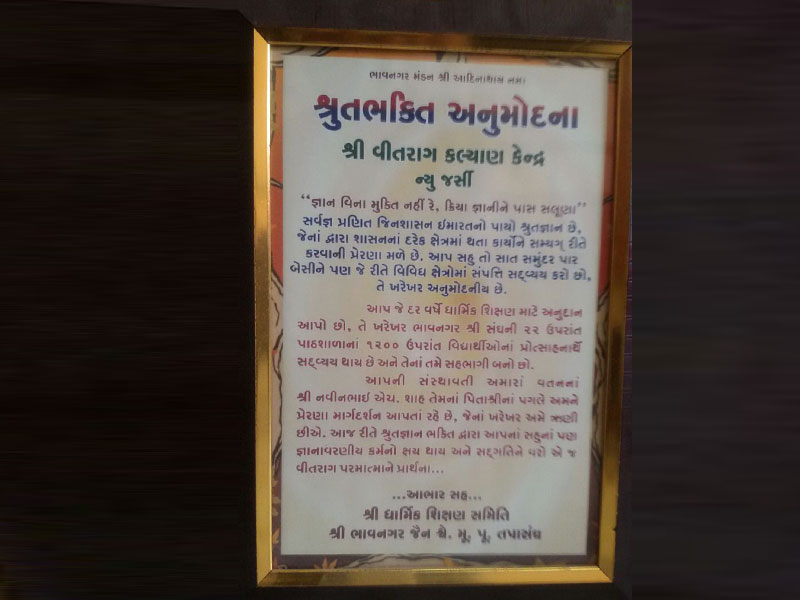 ભાવનગર મંડન શ્રી આદિનાથાય નમઃ
શ્રુતભક્તિ અનુમોદના
શ્રી વીતરાગ કલ્યાણ કેન્દ્ર
ન્યુ જર્સી
“જ્ઞાન વિના મુક્તિ નહીં રે, ક્રિયા જ્ઞાનીને પાસ સલૂણા”
સર્વજ્ઞ પ્રણિત જિનશાસન ઈમારતનો પાયો શ્રુતજ્ઞાન છે,
જેનાં દ્વારા શાસનનાં દરેક ક્ષેત્રમાં થતા કાર્યોને સમ્યગ્ રીતે
કરવાની પ્રેરણા મળે છે. આપ સહુ તો સાત સમુંદર પાર
બેસીને પણ જે રીતે વિવિધ ક્ષેત્રોમાં સંપત્તિ સદ્વ્યય કરો છો,
તે ખરેખર અનુમોદનીય છે.
આપ જે દર વર્ષે ધાર્મિક શિક્ષણ માટે અનુદાન
આપો છો, તે ખરેખર ભાવનગર શ્રી સંઘની ૨૨ ઉપરાંત
પાઠશાળાનાં ૧૨૦૦ ઉપરાંત વિદ્યાર્થીઓનાં પ્રોત્સાહનાર્થે
સદ્વ્યય થાય છે અને તેનાં તમે સહભાગી બનો છો.
આપની સંસ્થાવતી અમારાં વતનનાં
શ્રી નવીનભાઈ એચ. શાહ તેમનાં પિતાશ્રીનાં પગલે અમને
પ્રેરણા માર્ગદર્શન આપતાં રહે છે, જેનાં ખરેખર અમે ઋણી
છીએ. આજ રીતે શ્રુતજ્ઞાન ભક્તિ દ્વારા આપનાં સહુનાં પણ
જ્ઞાનાવરણીય કર્મનો ક્ષય થાય અને સદ્ગતિને વરો એ જ
વીતરાગ પરમાત્માને પ્રાર્થના...
...આભાર સહ...
શ્રી ધાર્મિક શિક્ષણ સમિતિ
શ્રી ભાવનગર જૈન શ્વે. મૂ. પૂ. તપાસંઘ